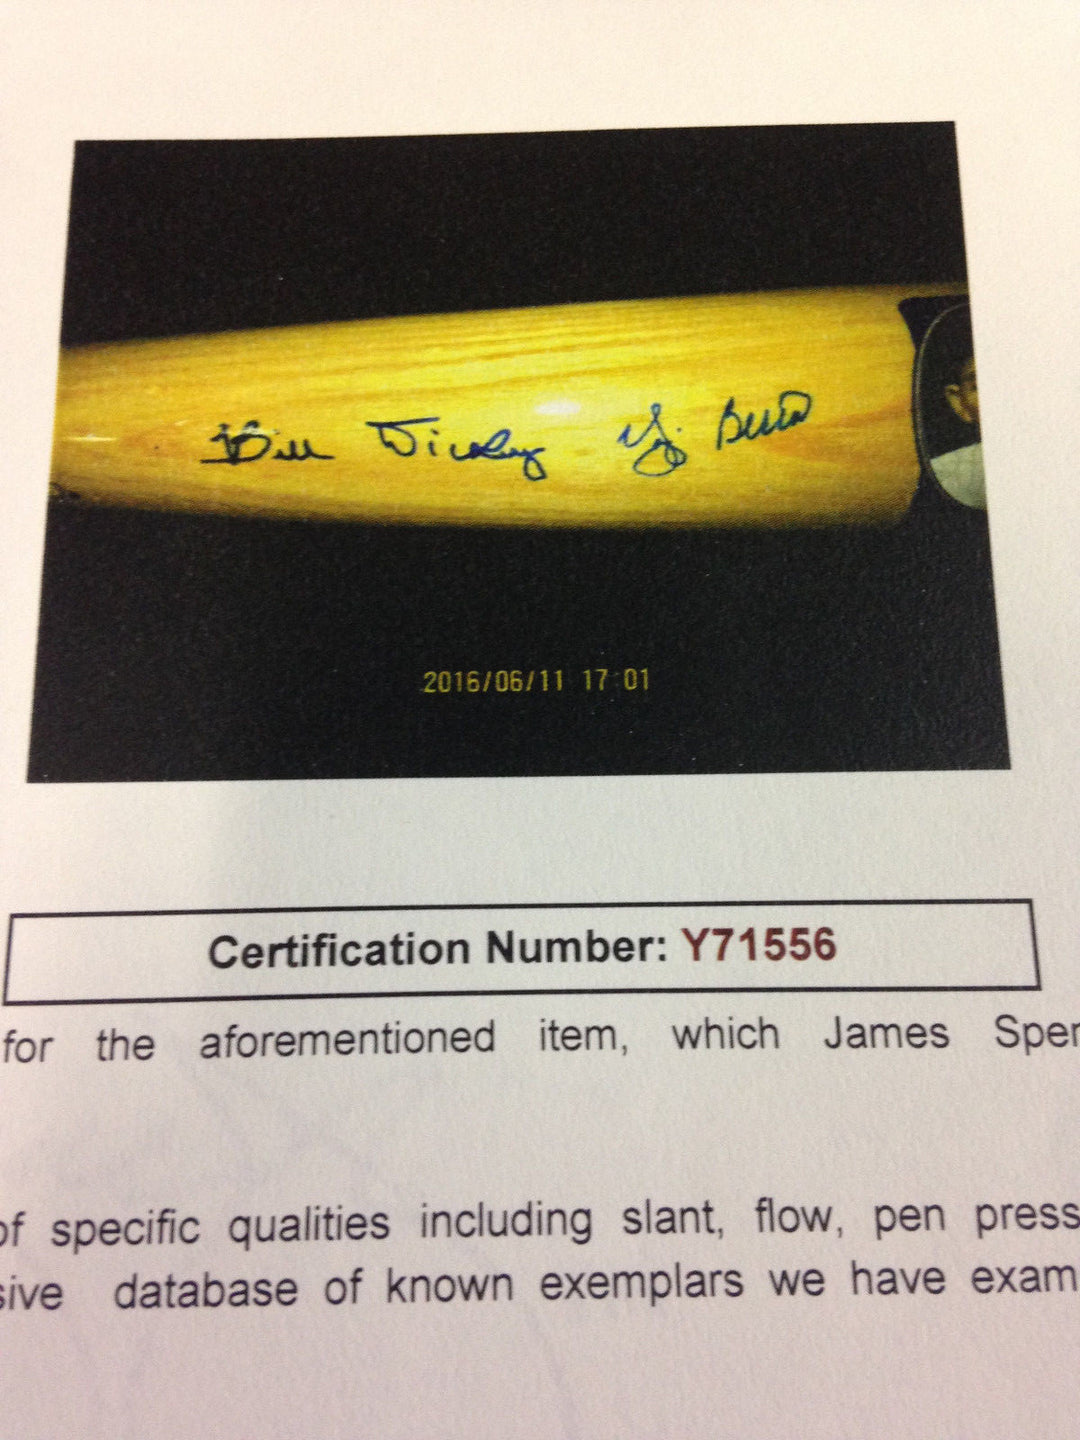 Bill Dickey Yogi Berra
2016/06/11 17:01
Certification Number: Y71556
for the aforementioned item, which James Spen
of specific qualities including slant, flow, pen press
sive database of known exemplars we have exam